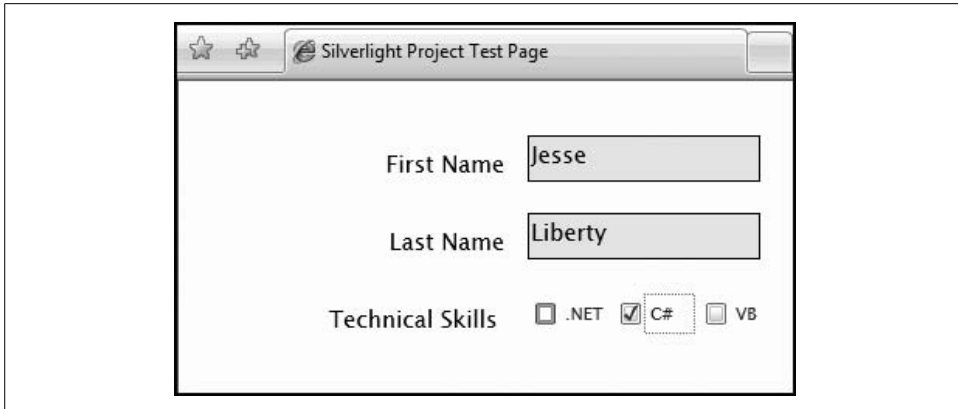 Silverlight Project Test Page
First Name Jesse
Last Name Liberty
Technical Skills .NET C# VB